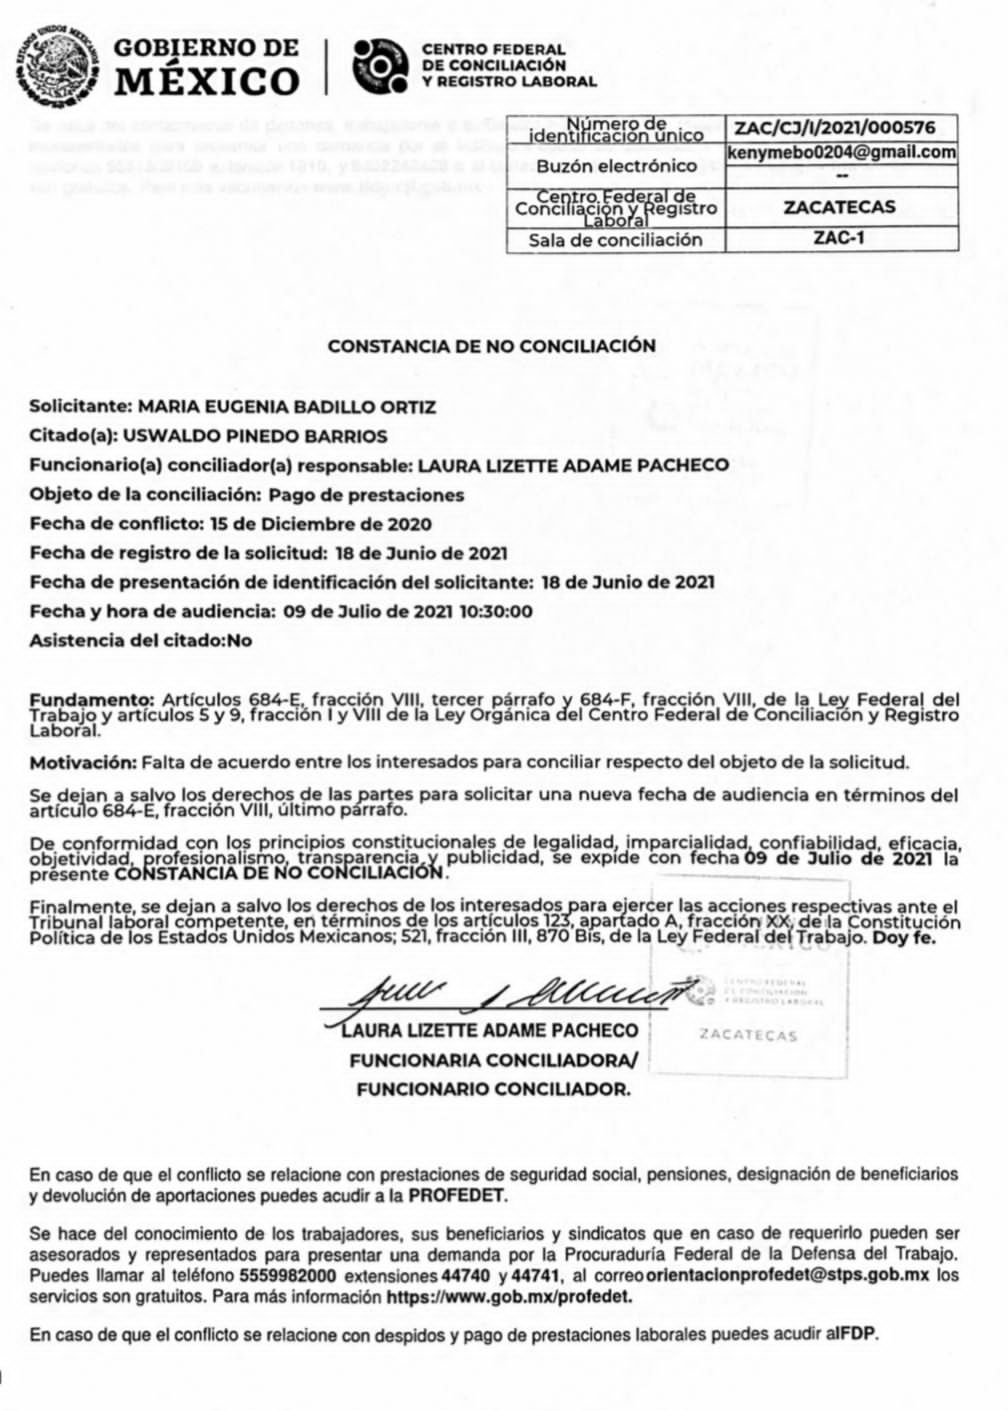 ESTADOS UNIDOS MEXICANOS
GOBIERNO DE
MÉXICO
CENTRO FEDERAL
DE CONCILIACIÓN
Y REGISTRO LABORAL
Número de identificación único
ZAC/CJ/I/2021/000576
Buzón electrónico
kenymebo0204@gmail.com
--
Centro Federal de
Conciliación y Registro
Laboral
ZACATECAS
Sala de conciliación
ZAC-1
CONSTANCIA DE NO CONCILIACIÓN
Solicitante: MARIA EUGENIA BADILLO ORTIZ
Citado(a): USWALDO PINEDO BARRIOS
Funcionario(a) conciliador(a) responsable: LAURA LIZETTE ADAME PACHECO
Objeto de la conciliación: Pago de prestaciones
Fecha de conflicto: 15 de Diciembre de 2020
Fecha de registro de la solicitud: 18 de Junio de 2021
Fecha de presentación de identificación del solicitante: 18 de Junio de 2021
Fecha y hora de audiencia: 09 de Julio de 2021 10:30:00
Asistencia del citado:No
Fundamento: Artículos 684-E, fracción VIII, tercer párrafo y 684-F, fracción VIII, de la Ley Federal del
Trabajo y artículos 5 y 9, fracción I y VIII de la Ley Orgánica del Centro Federal de Conciliación y Registro
Laboral.
Motivación: Falta de acuerdo entre los interesados para conciliar respecto del objeto de la solicitud.
Se dejan a salvo los derechos de las partes para solicitar una nueva fecha de audiencia en términos del
artículo 684-E, fracción VIII, último párrafo.
De conformidad con los principios constitucionales de legalidad, imparcialidad, confiabilidad, eficacia,
objetividad, profesionalismo, transparencia y publicidad, se expide con fecha 09 de Julio de 2021 la
presente CONSTANCIA DE NO CONCILIACIÓN.
Finalmente, se dejan a salvo los derechos de los interesados para ejercer las acciones respectivas ante el
Tribunal laboral competente, en términos de los artículos 123, apartado A, fracción XX, de la Constitución
Política de los Estados Unidos Mexicanos; 521, fracción III, 870 Bis, de la Ley Federal del Trabajo. Doy fe.
CENTRO FEDERAL
DE CONCILIACIÓN
Y REGISTRO LABORAL
ZACATECAS
LAURA LIZETTE ADAME PACHECO
FUNCIONARIA CONCILIADORA/
FUNCIONARIO CONCILIADOR.
En caso de que el conflicto se relacione con prestaciones de seguridad social, pensiones, designación de beneficiarios
y devolución de aportaciones puedes acudir a la PROFEDET.
Se hace del conocimiento de los trabajadores, sus beneficiarios y sindicatos que en caso de requerirlo pueden ser
asesorados y representados para presentar una demanda por la Procuraduría Federal de la Defensa del Trabajo.
Puedes llamar al teléfono 5559982000 extensiones 44740 y 44741, al correo orientacionprofedet@stps.gob.mx los
servicios son gratuitos. Para más información https://www.gob.mx/profedet.
En caso de que el conflicto se relacione con despidos y pago de prestaciones laborales puedes acudir alFDP.